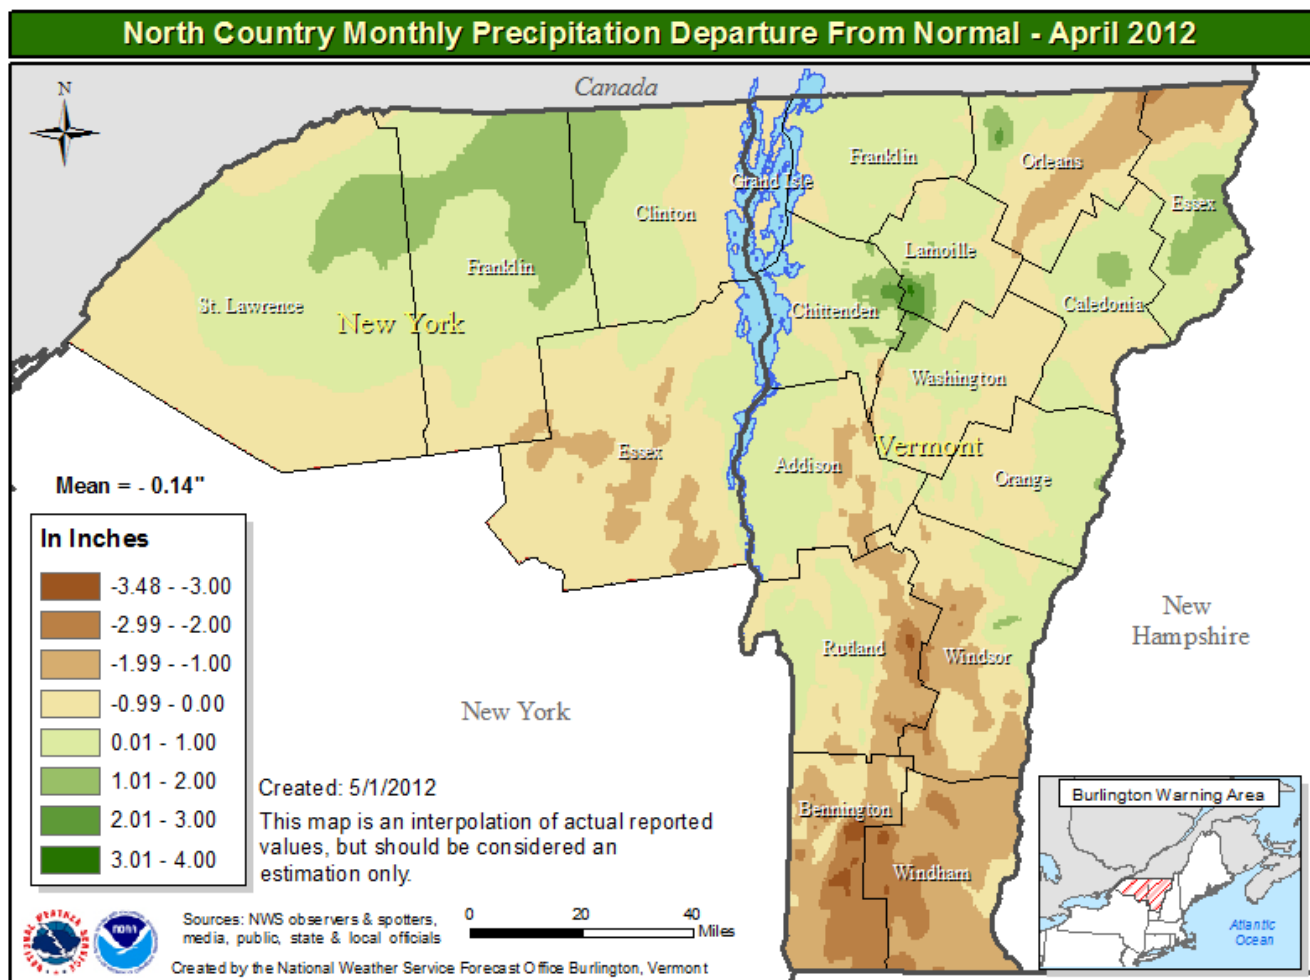 North Country Monthly Precipitation Departure From Normal - April 2012
N
Canada
Franklin
Orleans
Grand Isle
Essex
Clinton
Lamoille
Franklin
St. Lawrence
Caledonia
Chittenden
New York
Washington
Vermont
Essex
Addison
Orange
Mean = - 0.14"
In Inches
-3.48 - -3.00
-2.99 - -2.00
-1.99 - -1.00
-0.99 - 0.00
0.01 - 1.00
1.01 - 2.00
2.01 - 3.00
3.01 - 4.00
New
Hampshire
Rutland
Windsor
New York
Created: 5/1/2012
This map is an interpolation of actual reported
values, but should be considered an
estimation only.
Bennington
Windham
Burlington Warning Area
Atlantic
Ocean
NATIONAL WEATHER SERVICE
noaa
Sources: NWS observers & spotters,
media, public, state & local officials
0 20 40
Miles
Created by the National Weather Service Forecast Office Burlington, Vermont